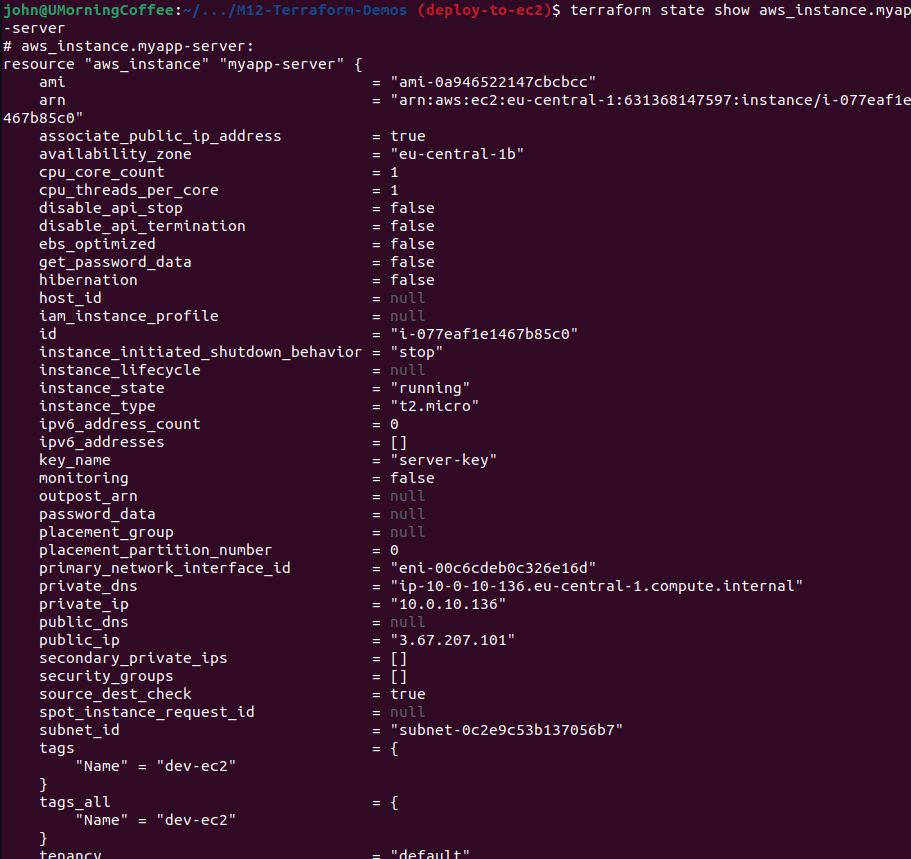 john@UMorningCoffee:~/.../M12-Terraform-Demos (deploy-to-ec2)$ terraform state show aws_instance.myap
p-server
# aws_instance.myapp-server:
resource "aws_instance" "myapp-server" {
    ami                                  = "ami-0a946522147cbcbcc"
    arn                                  = "arn:aws:ec2:eu-central-1:631368147597:instance/i-077eaf1e
467b85c0"
    associate_public_ip_address          = true
    availability_zone                    = "eu-central-1b"
    cpu_core_count                       = 1
    cpu_threads_per_core                 = 1
    disable_api_stop                     = false
    disable_api_termination              = false
    ebs_optimized                        = false
    get_password_data                    = false
    hibernation                          = false
    host_id                              = null
    iam_instance_profile                 = null
    id                                   = "i-077eaf1e1467b85c0"
    instance_initiated_shutdown_behavior = "stop"
    instance_lifecycle                   = null
    instance_state                       = "running"
    instance_type                        = "t2.micro"
    ipv6_address_count                   = 0
    ipv6_addresses                       = []
    key_name                             = "server-key"
    monitoring                           = false
    outpost_arn                          = null
    password_data                        = null
    placement_group                      = null
    placement_partition_number           = 0
    primary_network_interface_id         = "eni-00c6cdeb0c326e16d"
    private_dns                          = "ip-10-0-10-136.eu-central-1.compute.internal"
    private_ip                           = "10.0.10.136"
    public_dns                           = null
    public_ip                            = "3.67.207.101"
    secondary_private_ips                = []
    security_groups                      = []
    source_dest_check                    = true
    spot_instance_request_id             = null
    subnet_id                            = "subnet-0c2e9c53b137056b7"
    tags                                 = {
        "Name" = "dev-ec2"
    }
    tags_all                             = {
        "Name" = "dev-ec2"
    }
    tenancy                              = "default"